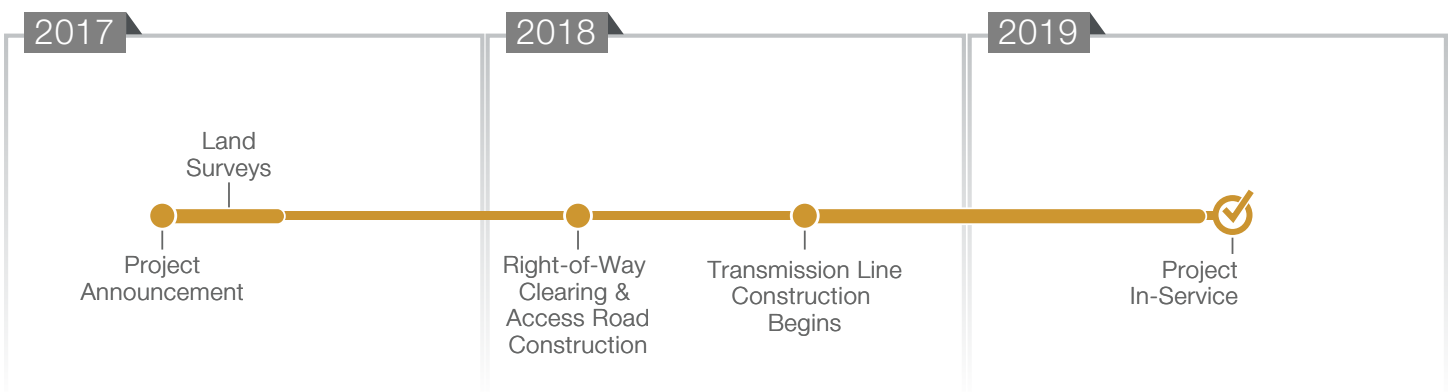 2017
2018
2019
Land
Surveys
Project
Announcement
Right-of-Way
Clearing &
Access Road
Construction
Transmission Line
Construction
Begins
Project
In-Service